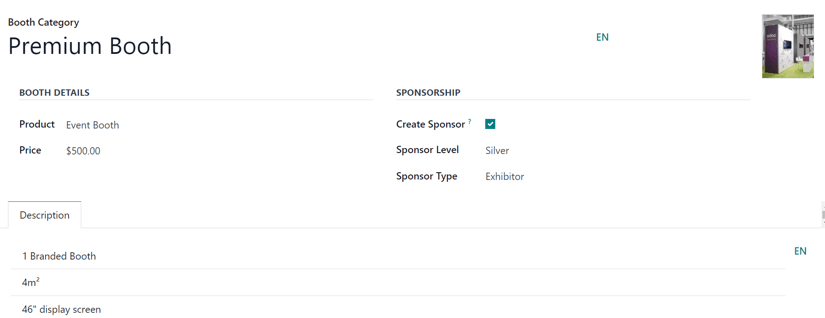 Booth Category
Premium Booth
EN
BOOTH DETAILS
Product Event Booth
Price $500.00
SPONSORSHIP
Create Sponsor ?
Sponsor Level Silver
Sponsor Type Exhibitor
Description
1 Branded Booth
EN
4m²
46" display screen